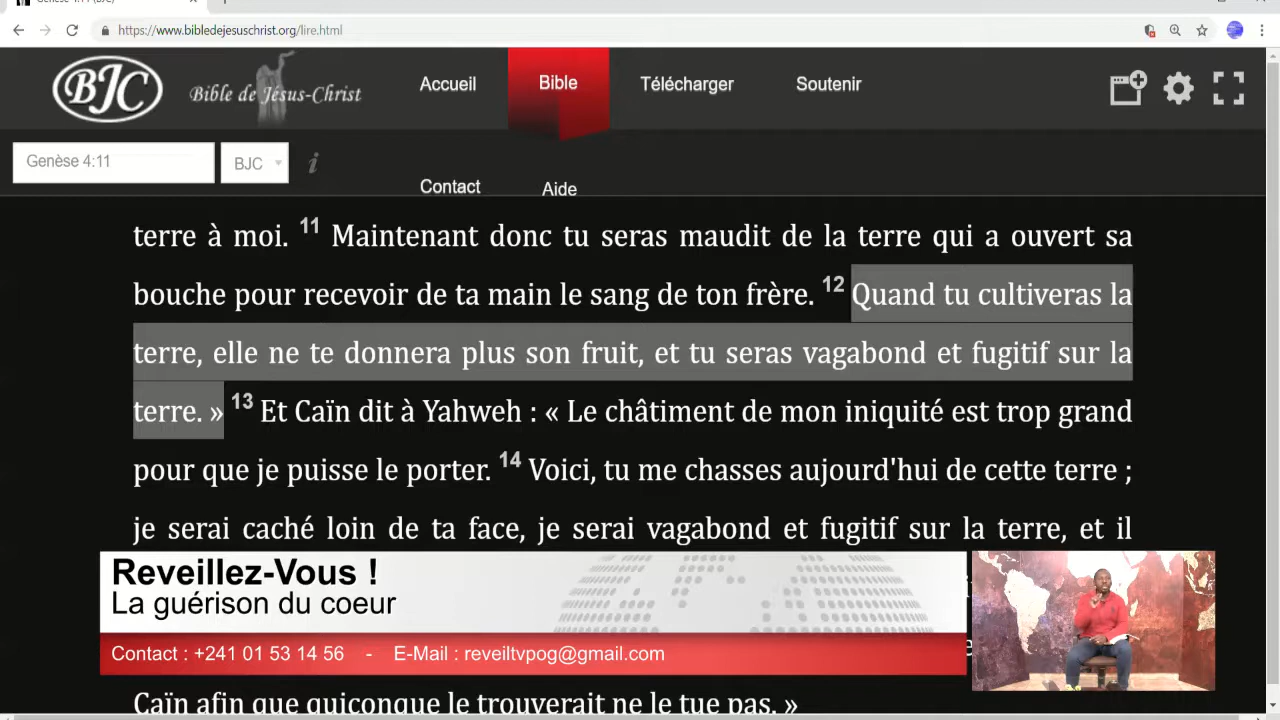 Genèse 4:11 (BJC)
https://www.bibledejesuschrist.org/lire.html
BJC
Bible de Jésus-Christ
Accueil
Bible
Télécharger
Soutenir
Genèse 4:11
BJC
i
Contact
Aide
terre à moi. 11 Maintenant donc tu seras maudit de la terre qui a ouvert sa
bouche pour recevoir de ta main le sang de ton frère. 12 Quand tu cultiveras la
terre, elle ne te donnera plus son fruit, et tu seras vagabond et fugitif sur la
terre. » 13 Et Caïn dit à Yahweh : « Le châtiment de mon iniquité est trop grand
pour que je puisse le porter. 14 Voici, tu me chasses aujourd'hui de cette terre ;
je serai caché loin de ta face, je serai vagabond et fugitif sur la terre, et il
Reveillez-Vous !
La guérison du coeur
Contact : +241 01 53 14 56 - E-Mail : reveiltvpog@gmail.com
Caïn afin que quiconque le trouverait ne le tue pas. »